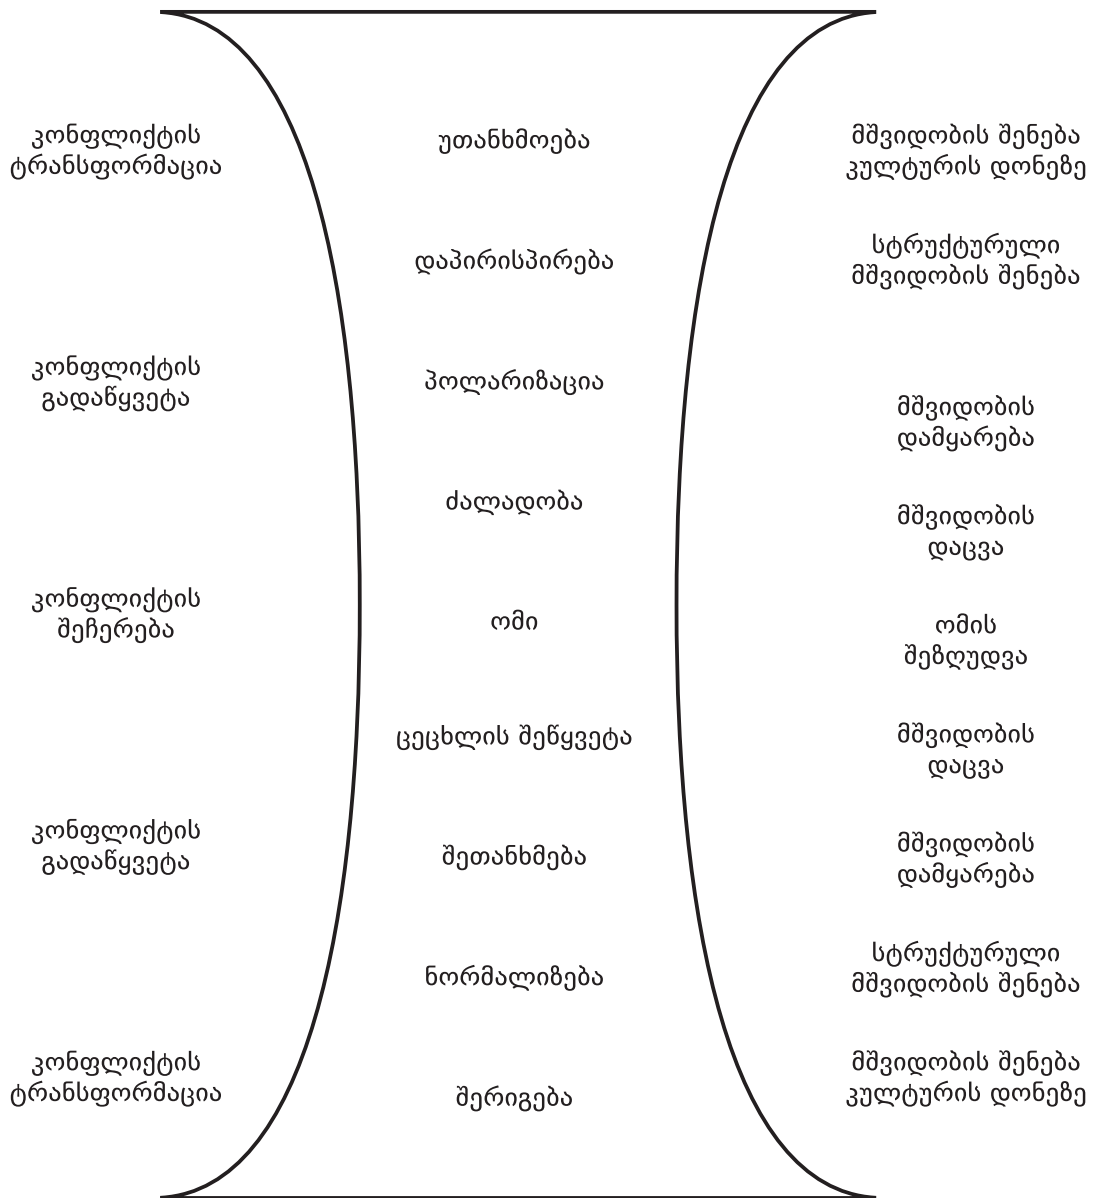 კონფლიქტის
ტრანსფორმაცია
კონფლიქტის
გადაწყვეტა
კონფლიქტის
შეჩერება
კონფლიქტის
გადაწყვეტა
კონფლიქტის
ტრანსფორმაცია
უთანხმოება
დაპირისპირება
პოლარიზაცია
ძალადობა
ომი
ცეცხლის შეწყვეტა
შეთანხმება
ნორმალიზება
შერიგება
მშვიდობის შენება
კულტურის დონეზე
სტრუქტურული
მშვიდობის შენება
მშვიდობის
დამყარება
მშვიდობის
დაცვა
ომის
შეზღუდვა
მშვიდობის
დაცვა
მშვიდობის
დამყარება
სტრუქტურული
მშვიდობის შენება
მშვიდობის შენება
კულტურის დონეზე